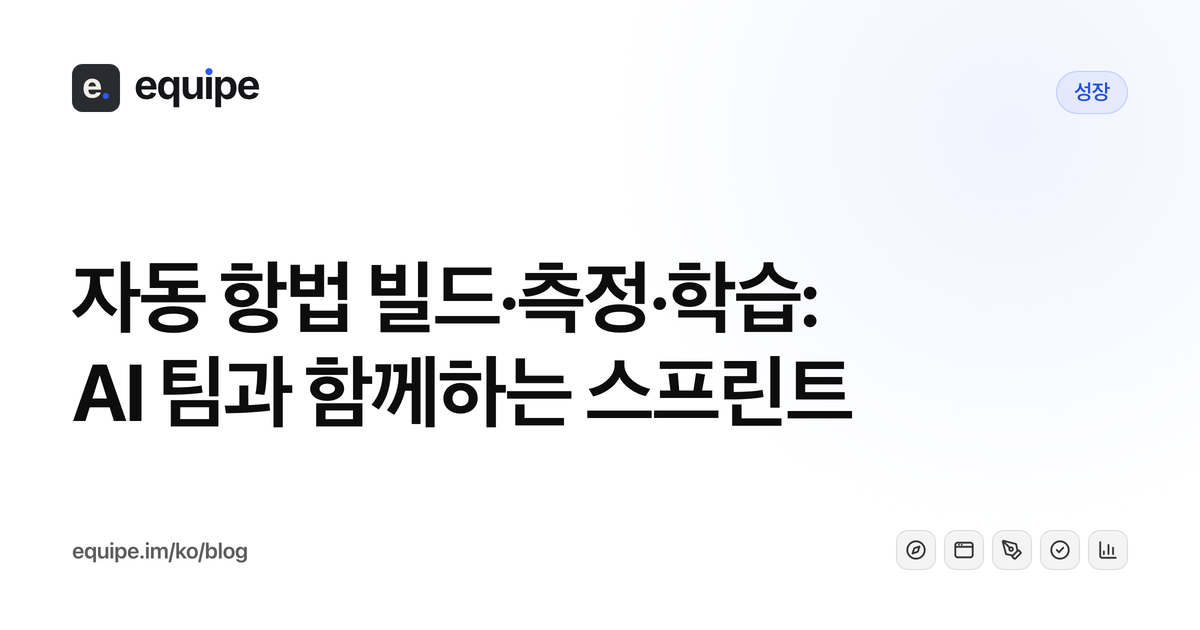 e. equipe
성장
자동 항법 빌드·측정·학습:
AI 팀과 함께하는 스프린트
equipe.im/ko/blog